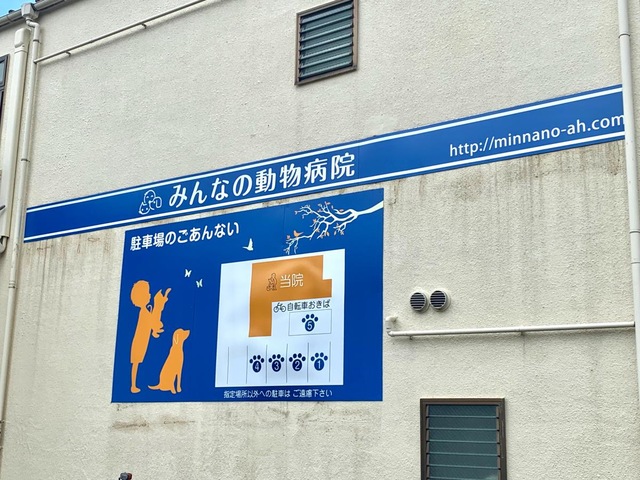 みんなの動物病院
http://minnano-ah.com
駐車場のごあんない
当院
自転車おきば
5
4 3 2 1
指定場所以外への駐車は ご遠慮下さい